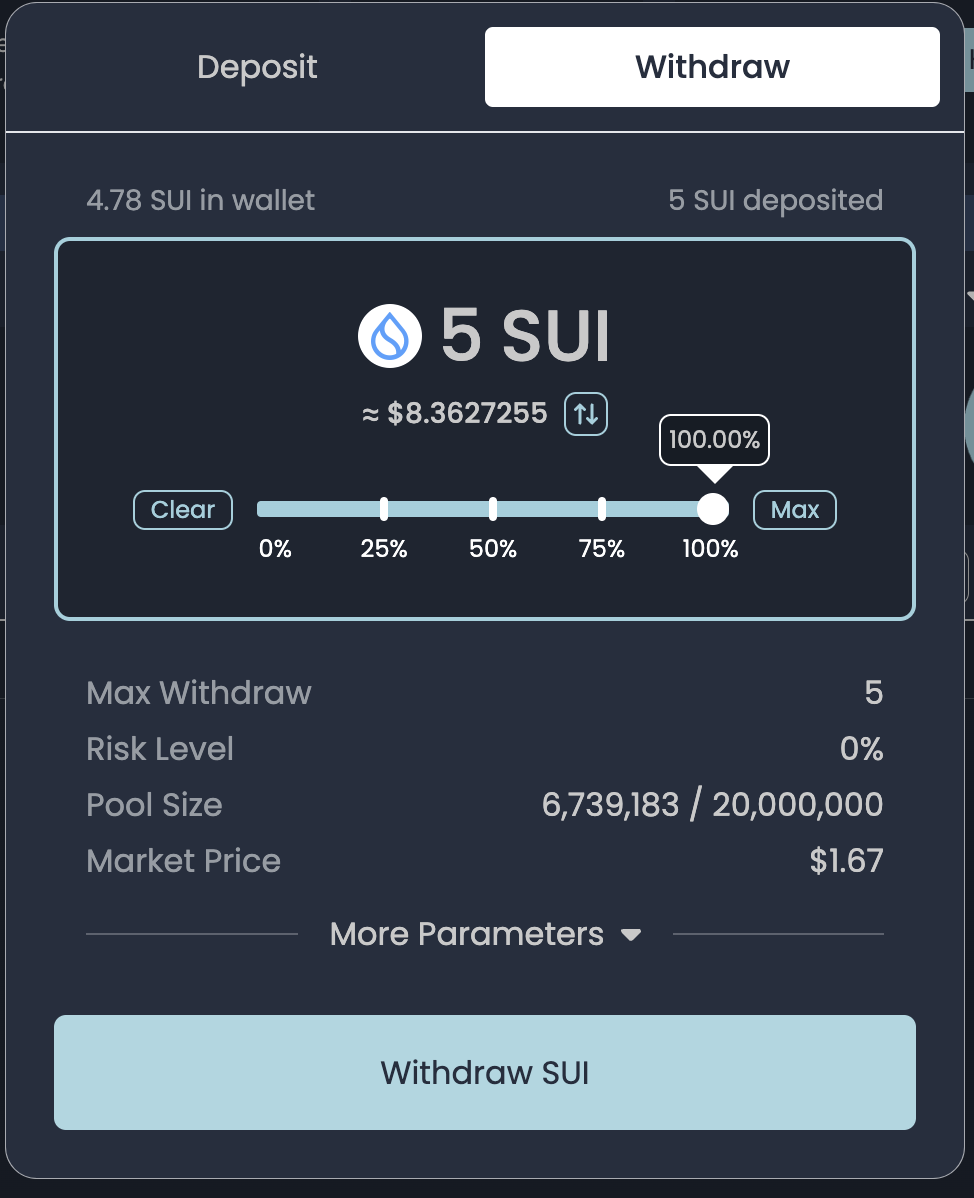 Deposit
Withdraw
4.78 SUI in wallet
5 SUI deposited
5 SUI
≈ $8.3627255
100.00%
Clear
Max
0% 25% 50% 75% 100%
Max Withdraw 5
Risk Level 0%
Pool Size 6,739,183 / 20,000,000
Market Price $1.67
More Parameters
Withdraw SUI